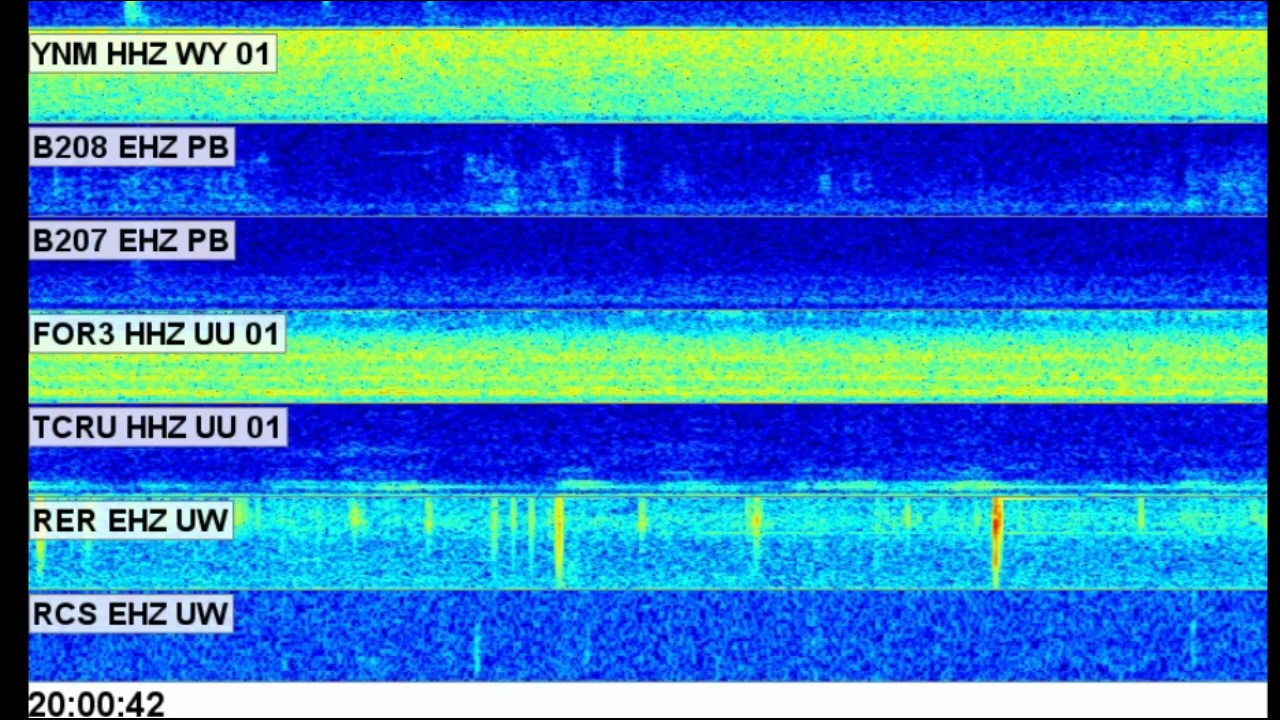 YNM HHZ WY 01
B208 EHZ PB
B207 EHZ PB
FOR3 HHZ UU 01
TCRU HHZ UU 01
RER EHZ UW
RCS EHZ UW
20:00:42